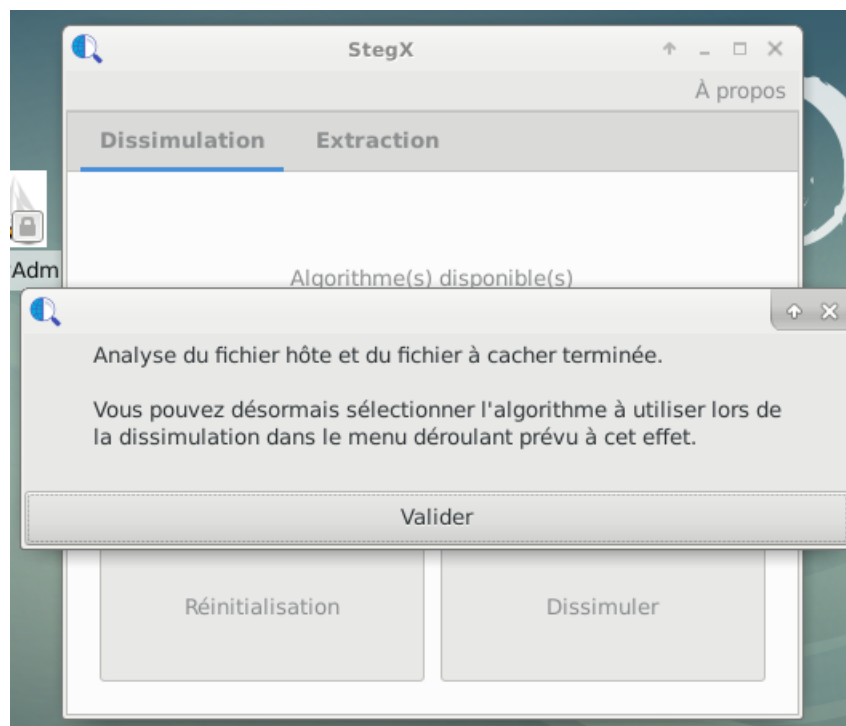 StegX
À propos
Dissimulation Extraction
Adm
Algorithme(s) disponible(s)
Analyse du fichier hôte et du fichier à cacher terminée.
Vous pouvez désormais sélectionner l'algorithme à utiliser lors de
la dissimulation dans le menu déroulant prévu à cet effet.
Valider
Réinitialisation Dissimuler